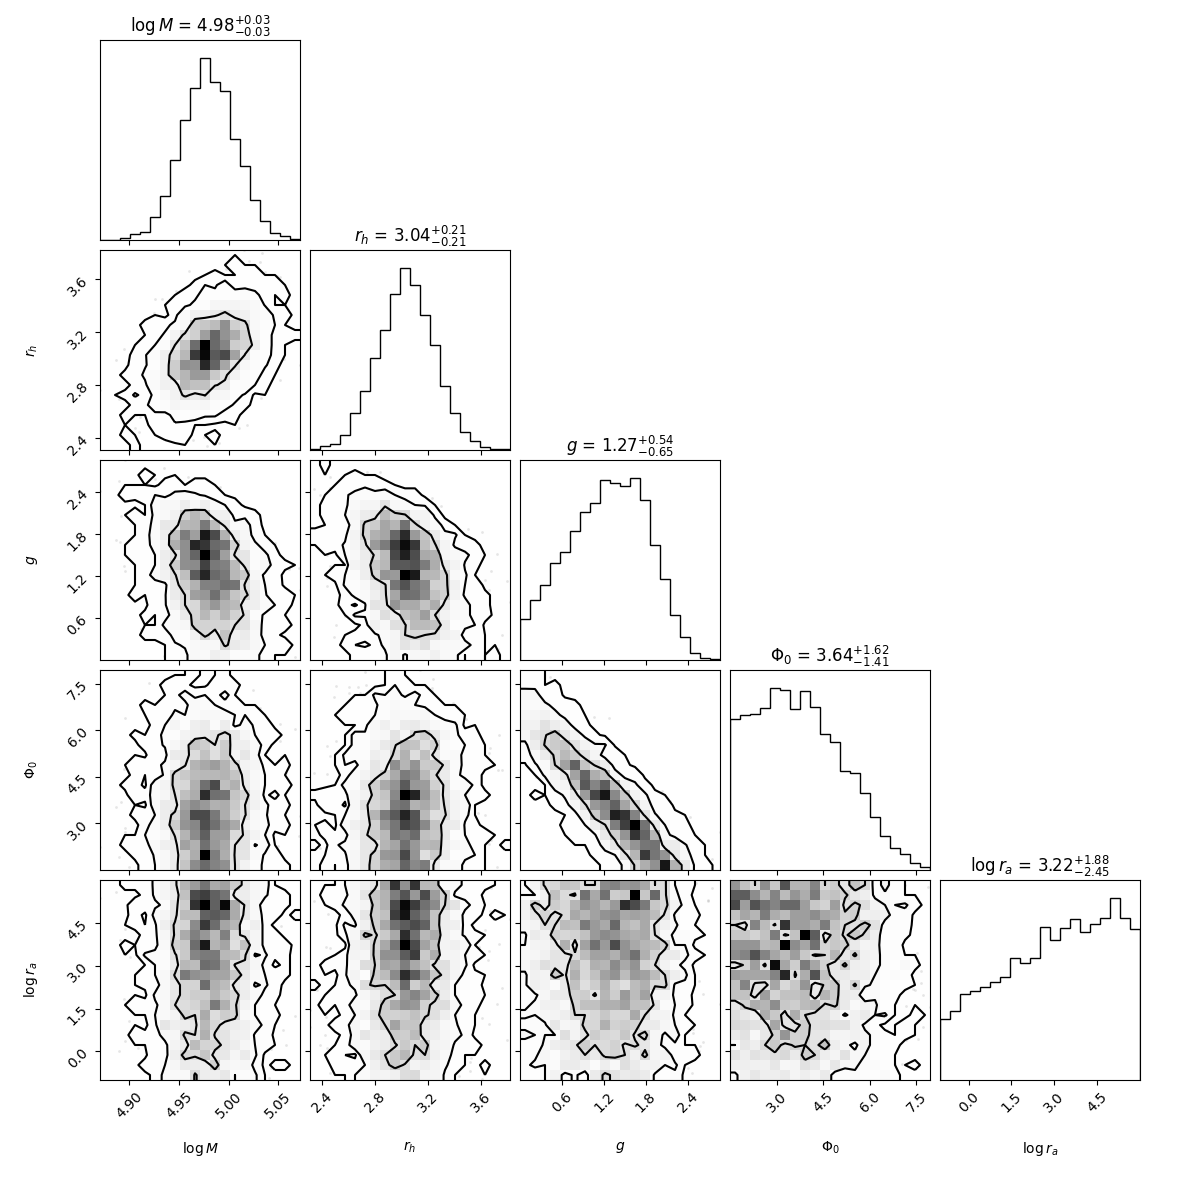 log M = 4.98+0.03 −0.03
r_h = 3.04+0.21 −0.21
3.6
3.2
2.8
2.4
r_h
g = 1.27+0.54 −0.65
2.4
1.8
1.2
0.6
g
Φ_0 = 3.64+1.62 −1.41
7.5
6.0
4.5
3.0
Φ_0
log r_a = 3.22+1.88 −2.45
4.5
3.0
1.5
0.0
log r_a
4.90 4.95 5.00 5.05 2.4 2.8 3.2 3.6 0.6 1.2 1.8 2.4 3.0 4.5 6.0 7.5 0.0 1.5 3.0 4.5
log M r_h g Φ_0 log r_a